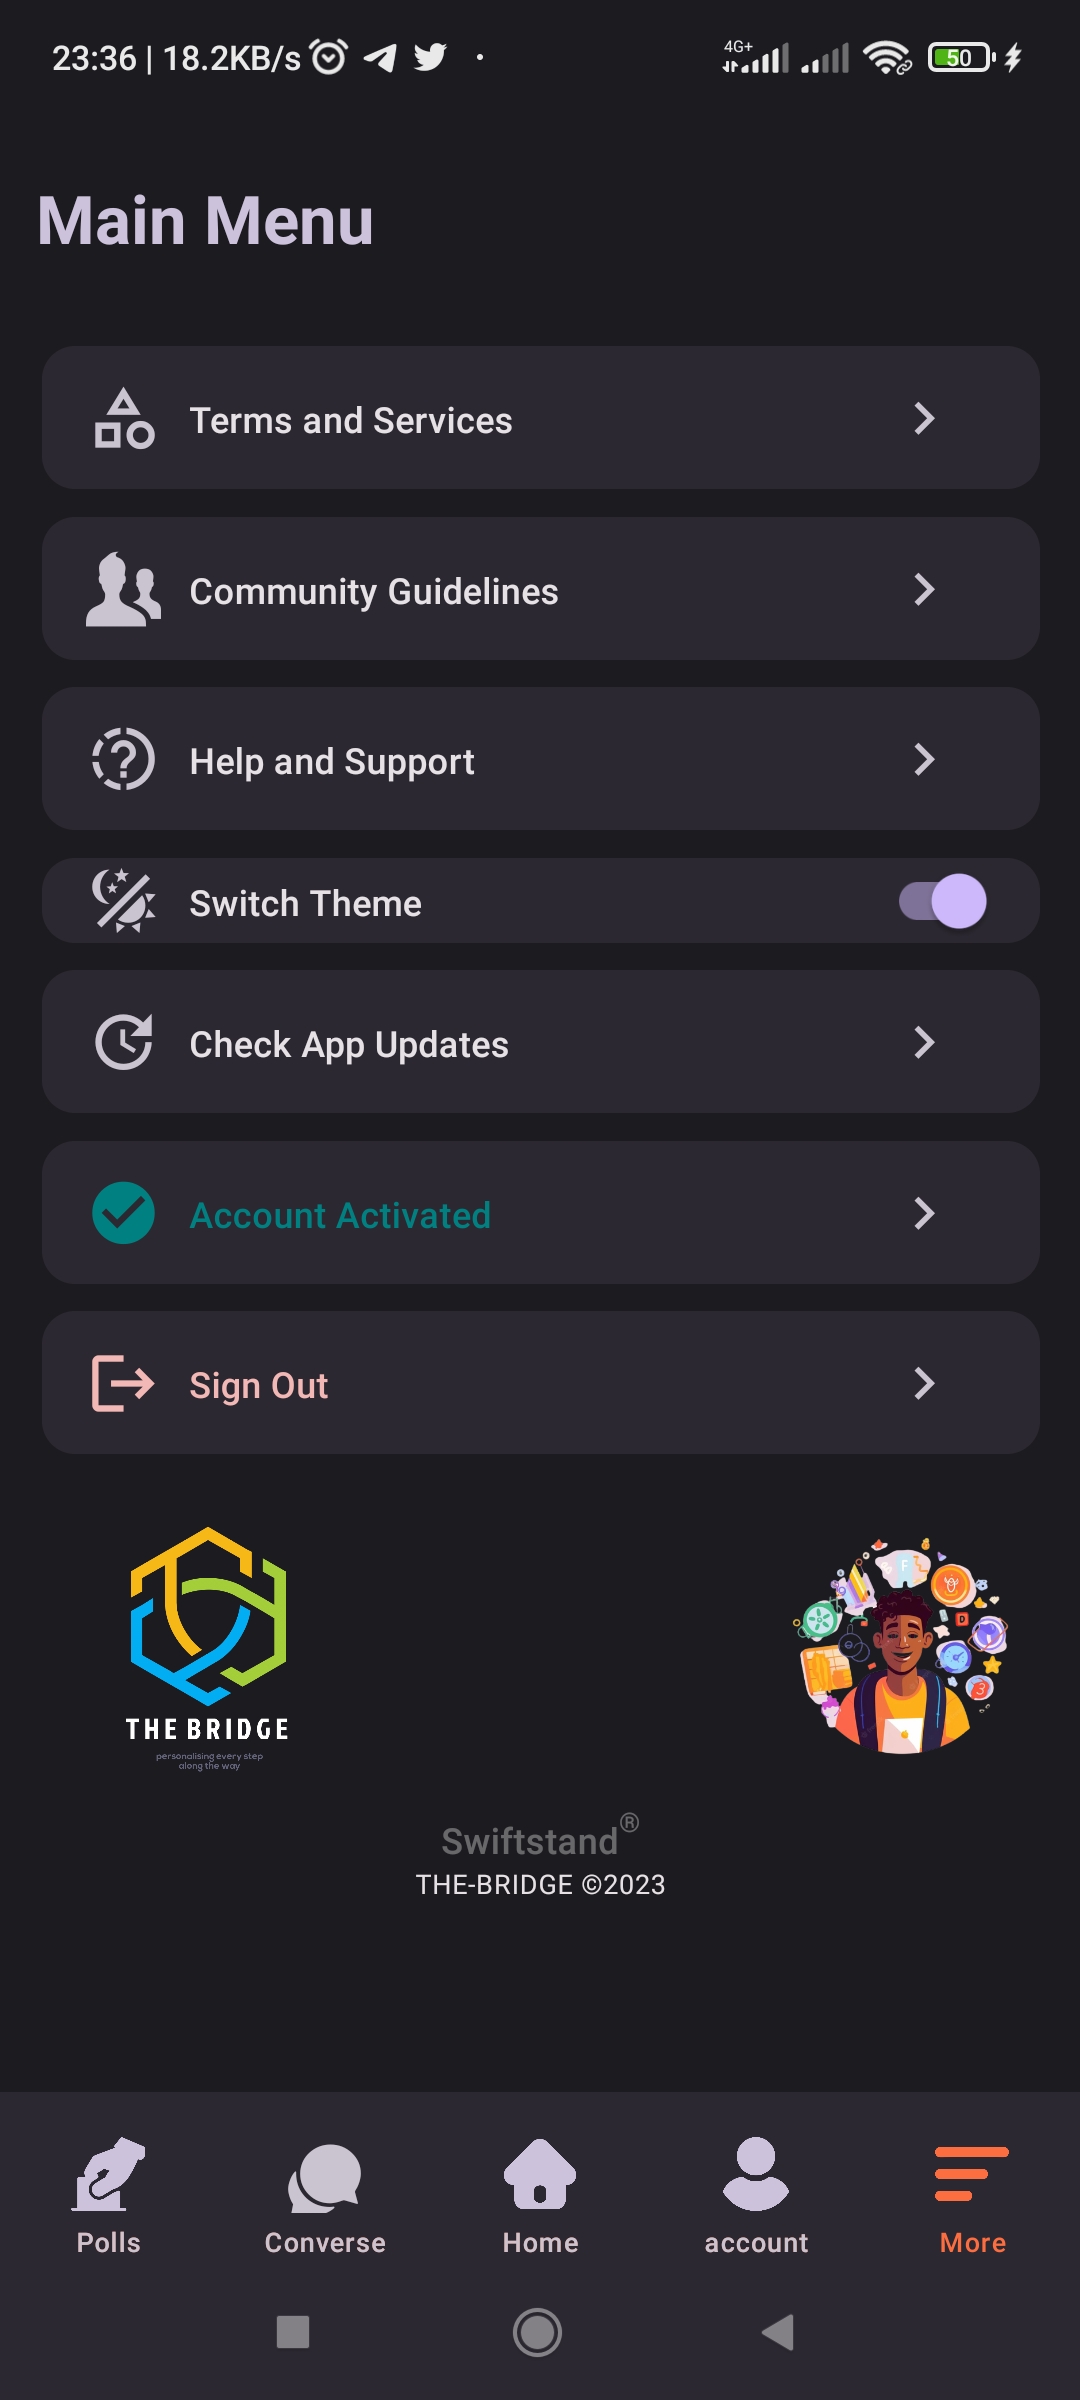 23:36 | 18.2KB/s
4G+
50
Main Menu
Terms and Services
Community Guidelines
Help and Support
Switch Theme
Check App Updates
Account Activated
Sign Out
THE BRIDGE
personalising every step
along the way
Swiftstand®
THE-BRIDGE ©2023
Polls
Converse
Home
account
More